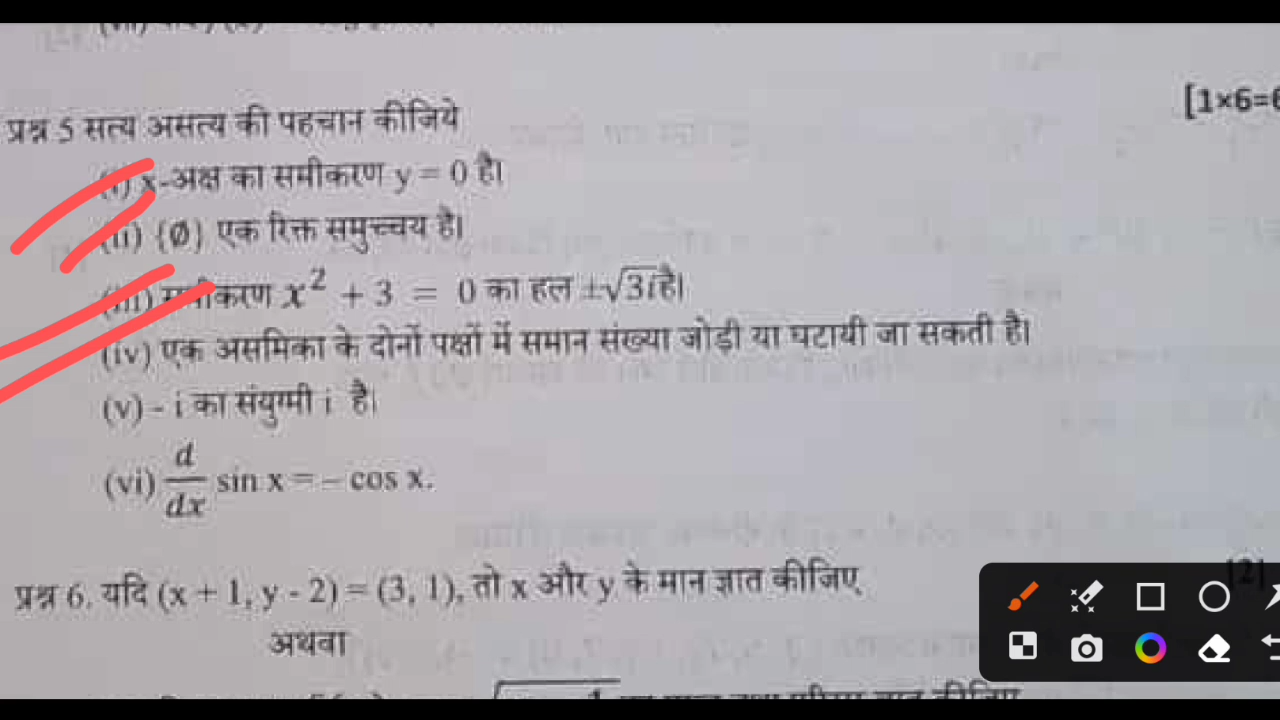 [1×6=6
प्रश्न 5 सत्य असत्य की पहचान कीजिये
(i) x-अक्ष का समीकरण y = 0 है।
(ii) {∅} एक रिक्त समुच्चय है।
(iii) समीकरण x² + 3 = 0 का हल ±√3i है।
(iv) एक असमिका के दोनों पक्षों में समान संख्या जोड़ी या घटायी जा सकती है।
(v) - i का संयुग्मी i है।
(vi) d/dx sin x = – cos x.
प्रश्न 6. यदि (x + 1, y - 2) = (3, 1), तो x और y के मान ज्ञात कीजिए
[2]
अथवा